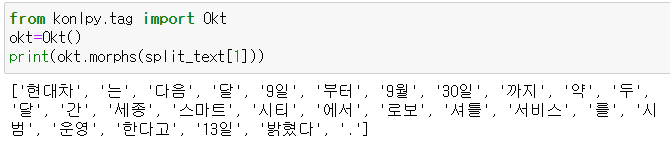 from konlpy.tag import Okt
okt=Okt()
print(okt.morphs(split_text[1]))
['현대차', '는', '다음', '달', '9일', '부터', '9월', '30일', '까지', '약', '두',
'달', '간', '세종', '스마트', '시티', '에서', '로보', '셔틀', '서비스', '를', '시
범', '운영', '한다고', '13일', '밝혔다', '.']